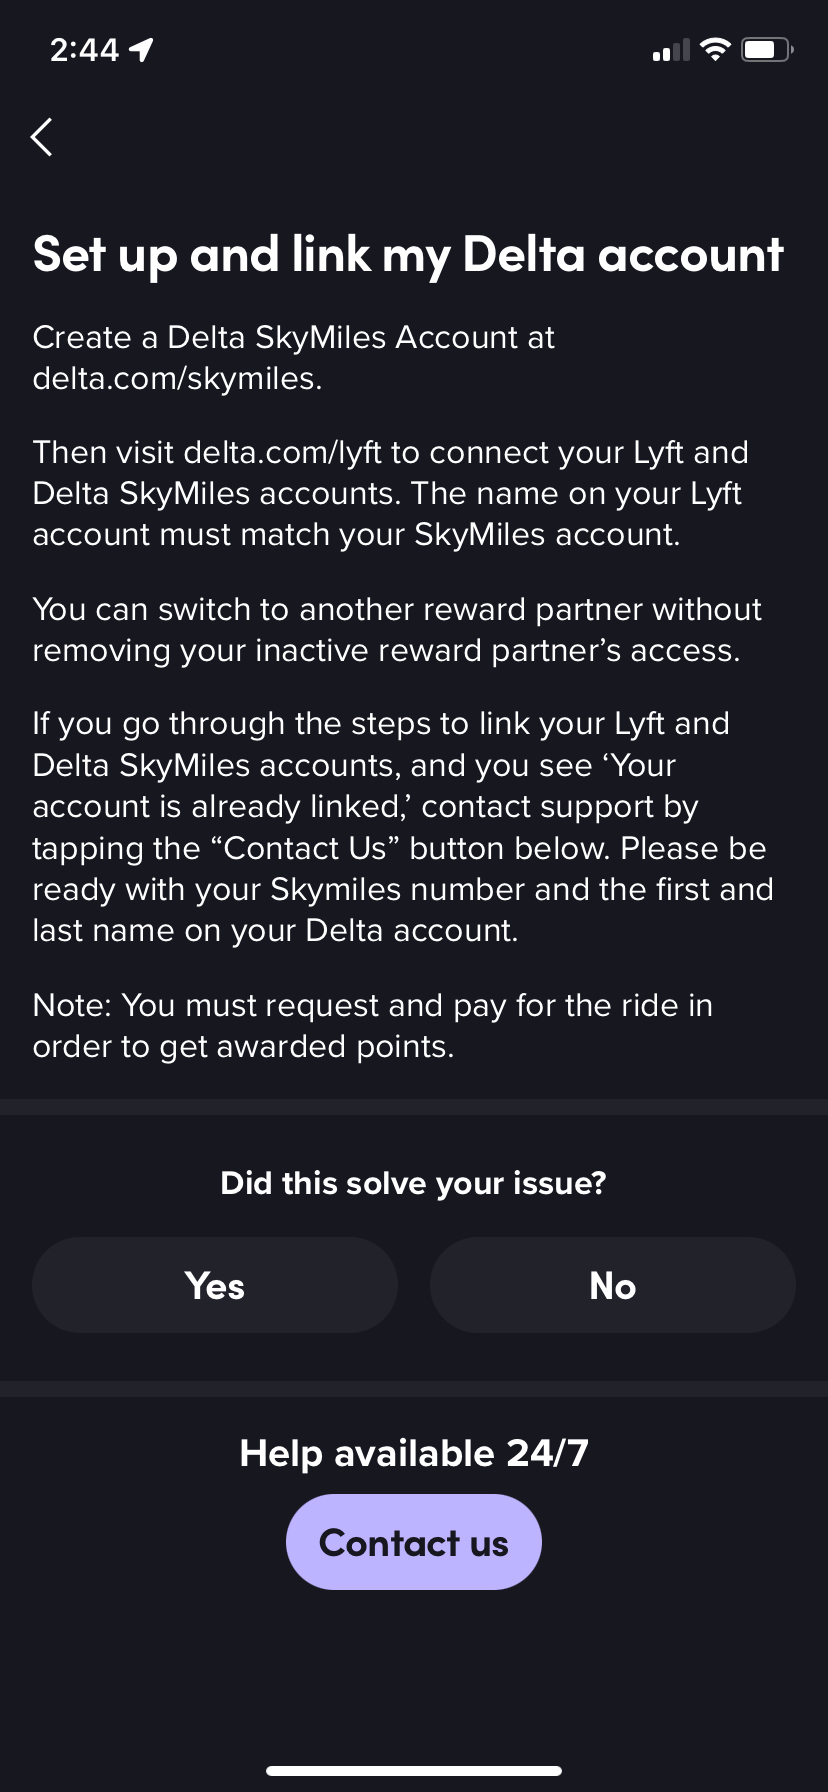 2:44
Set up and link my Delta account
Create a Delta SkyMiles Account at
delta.com/skymiles.
Then visit delta.com/lyft to connect your Lyft and
Delta SkyMiles accounts. The name on your Lyft
account must match your SkyMiles account.
You can switch to another reward partner without
removing your inactive reward partner’s access.
If you go through the steps to link your Lyft and
Delta SkyMiles accounts, and you see ‘Your
account is already linked,’ contact support by
tapping the “Contact Us” button below. Please be
ready with your Skymiles number and the first and
last name on your Delta account.
Note: You must request and pay for the ride in
order to get awarded points.
Did this solve your issue?
Yes
No
Help available 24/7
Contact us